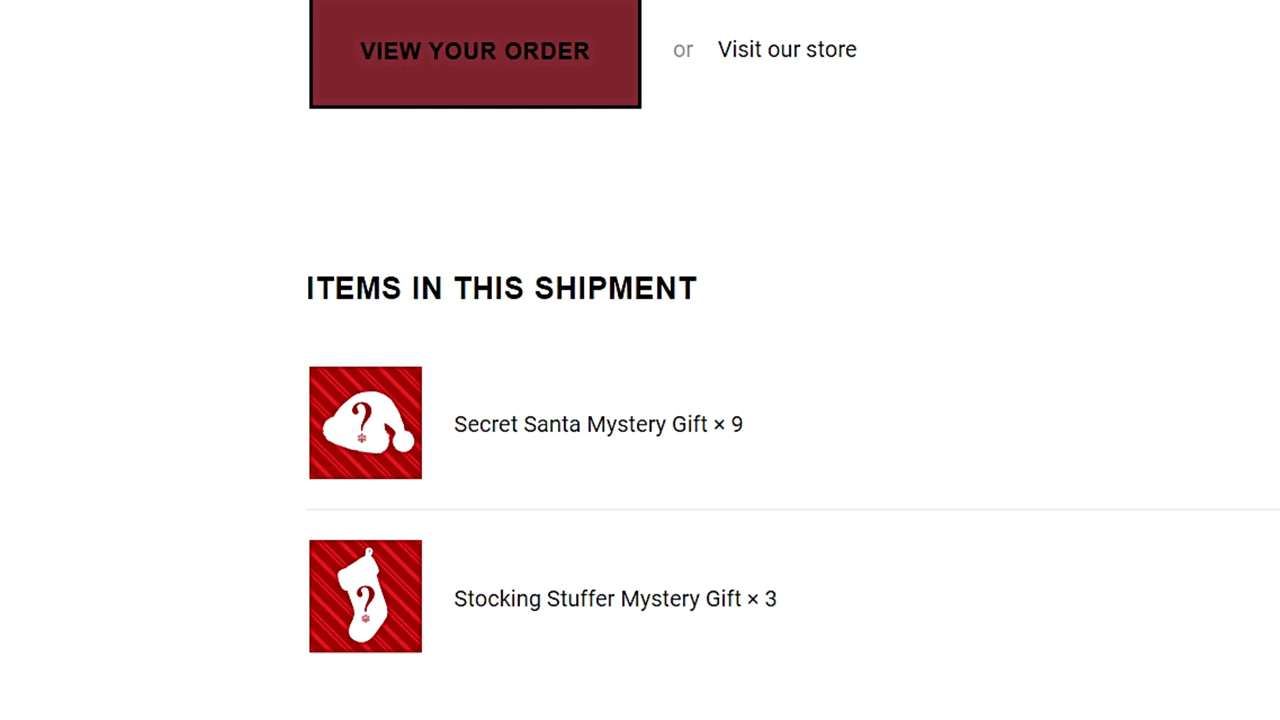 VIEW YOUR ORDER or Visit our store
ITEMS IN THIS SHIPMENT
?
Secret Santa Mystery Gift × 9
?
Stocking Stuffer Mystery Gift × 3